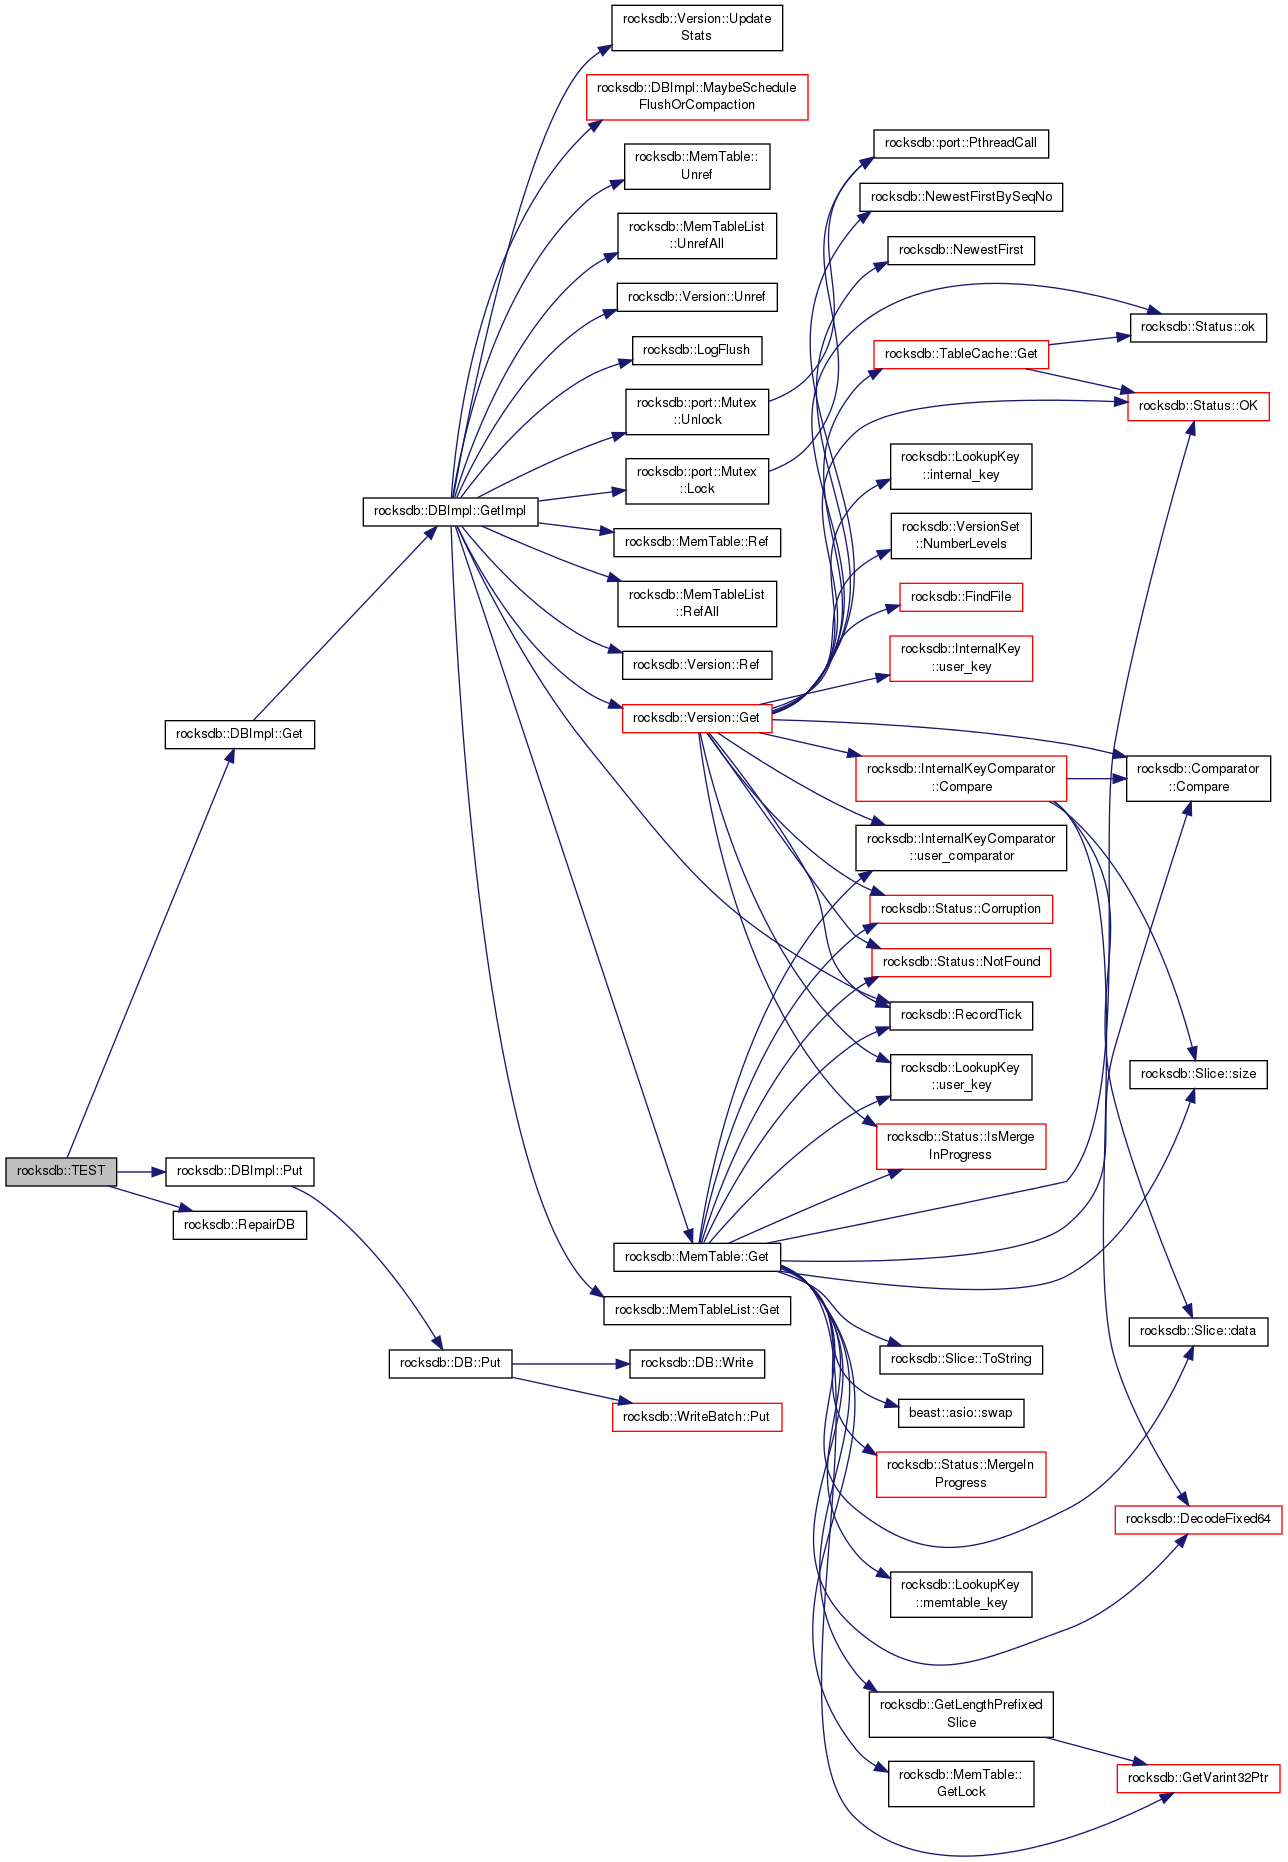 rocksdb::Version::Update
Stats
rocksdb::DBImpl::MaybeSchedule
FlushOrCompaction
rocksdb::MemTable::
Unref
rocksdb::MemTableList
::UnrefAll
rocksdb::Version::Unref
rocksdb::LogFlush
rocksdb::port::Mutex
::Unlock
rocksdb::port::Mutex
::Lock
rocksdb::DBImpl::GetImpl
rocksdb::MemTable::Ref
rocksdb::MemTableList
::RefAll
rocksdb::Version::Ref
rocksdb::Version::Get
rocksdb::DBImpl::Get
rocksdb::port::PthreadCall
rocksdb::NewestFirstBySeqNo
rocksdb::NewestFirst
rocksdb::Status::ok
rocksdb::TableCache::Get
rocksdb::Status::OK
rocksdb::LookupKey
::internal_key
rocksdb::VersionSet
::NumberLevels
rocksdb::FindFile
rocksdb::InternalKey
::user_key
rocksdb::InternalKeyComparator
::Compare
rocksdb::Comparator
::Compare
rocksdb::InternalKeyComparator
::user_comparator
rocksdb::Status::Corruption
rocksdb::Status::NotFound
rocksdb::RecordTick
rocksdb::LookupKey
::user_key
rocksdb::Slice::size
rocksdb::Status::IsMerge
InProgress
rocksdb::TEST
rocksdb::DBImpl::Put
rocksdb::RepairDB
rocksdb::MemTable::Get
rocksdb::MemTableList::Get
rocksdb::DB::Put
rocksdb::DB::Write
rocksdb::WriteBatch::Put
rocksdb::Slice::data
rocksdb::Slice::ToString
beast::asio::swap
rocksdb::Status::MergeIn
Progress
rocksdb::DecodeFixed64
rocksdb::LookupKey
::memtable_key
rocksdb::GetLengthPrefixed
Slice
rocksdb::MemTable::
GetLock
rocksdb::GetVarint32Ptr